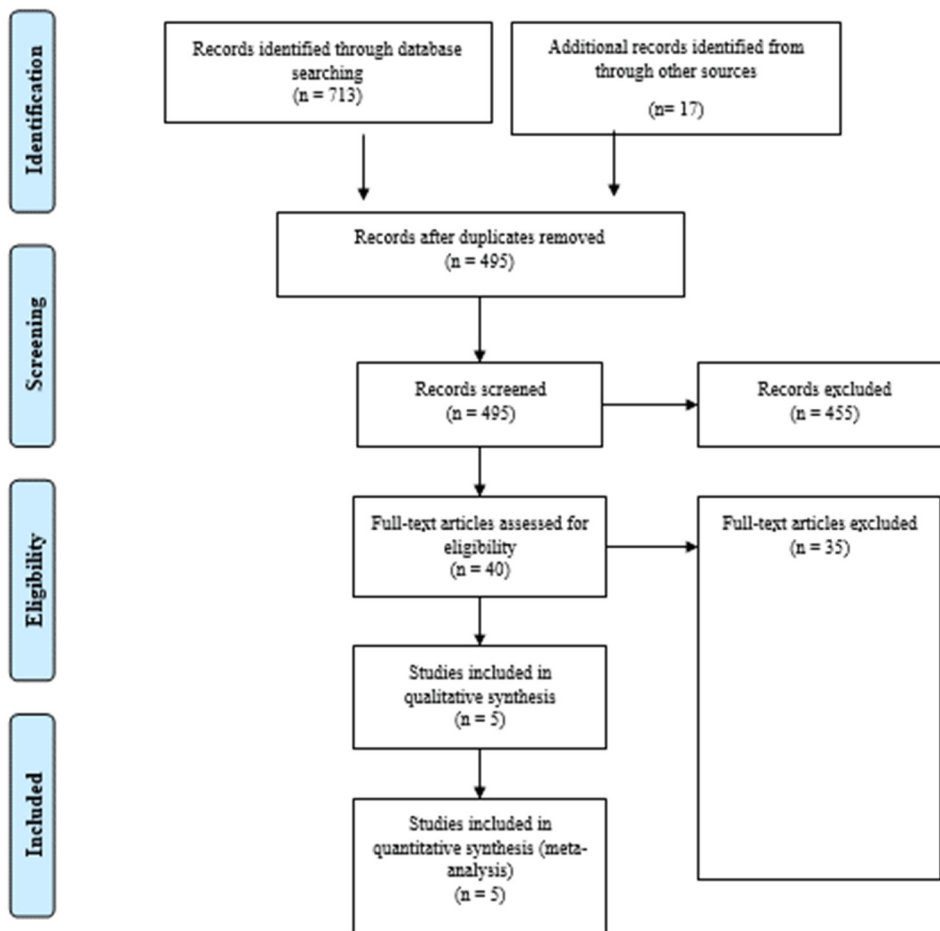 Identification
Records identified through database
searching
(n = 713)
Additional records identified from
through other sources
(n= 17)
Records after duplicates removed
(n = 495)
Screening
Records screened
(n = 495)
Records excluded
(n = 455)
Eligibility
Full-text articles assessed for
eligibility
(n = 40)
Full-text articles excluded
(n = 35)
Studies included in
qualitative synthesis
(n = 5)
Included
Studies included in
quantitative synthesis (meta-
analysis)
(n = 5)